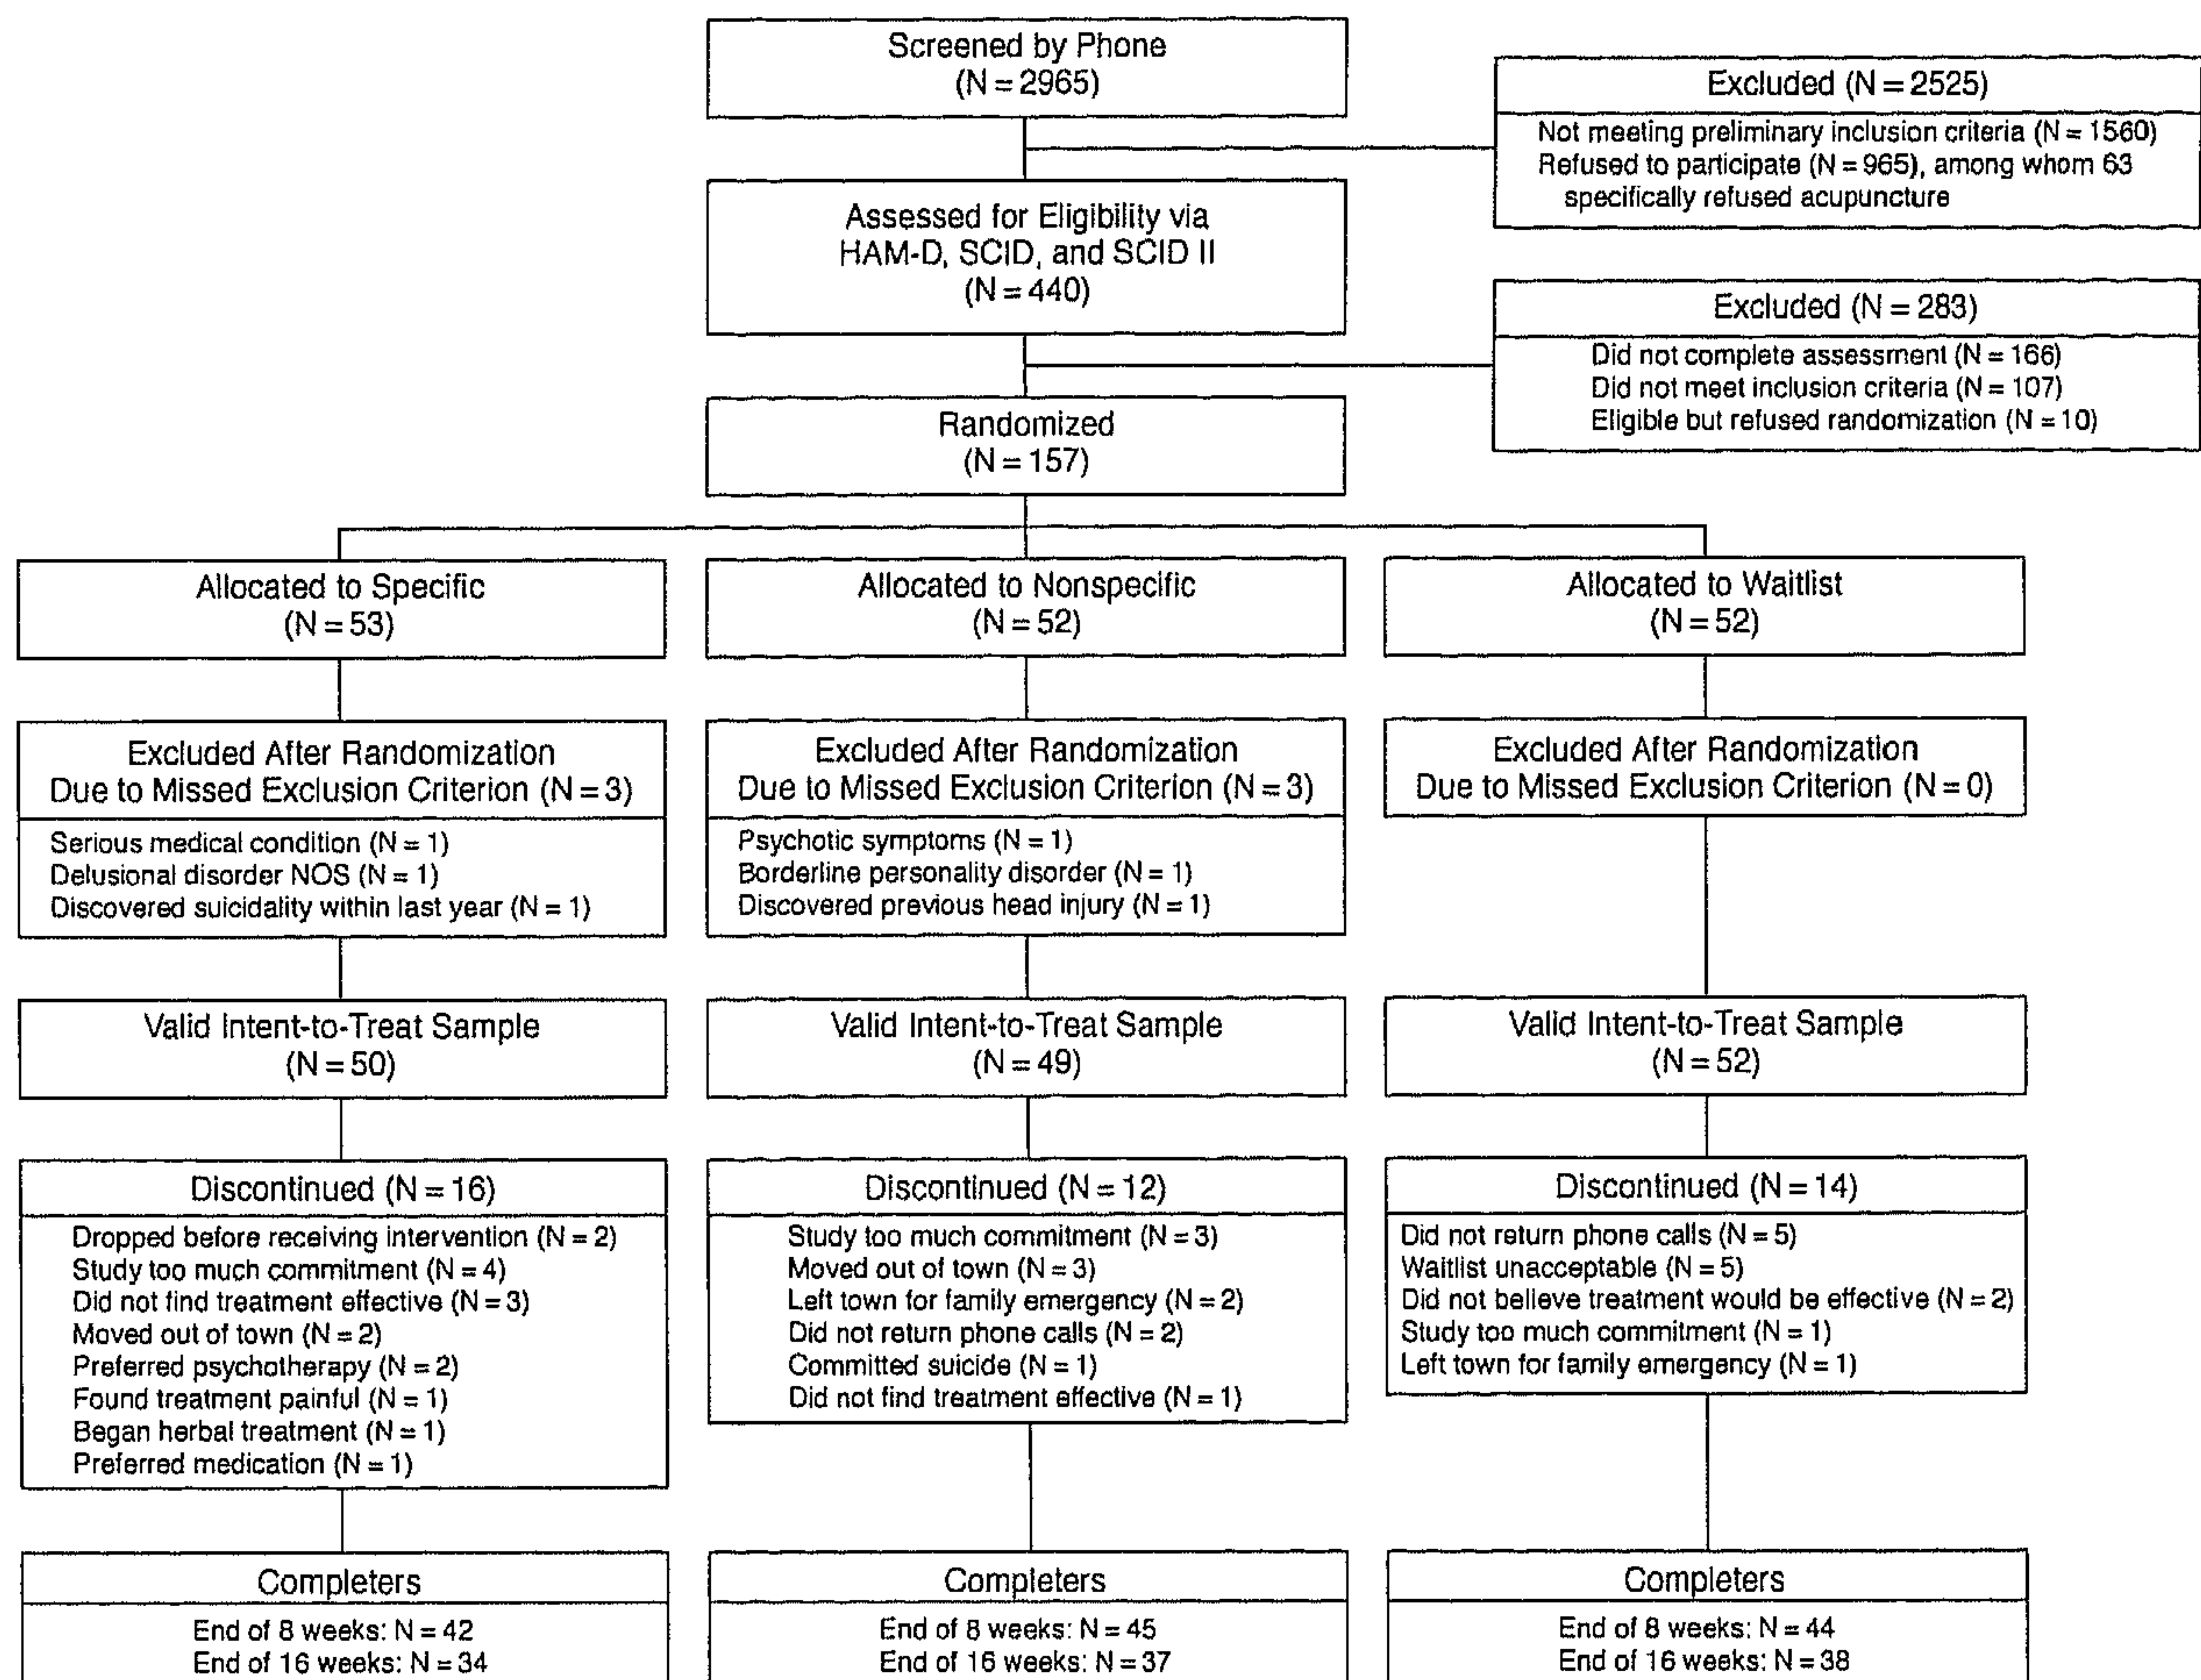 Screened by Phone
(N = 2965)
Excluded (N = 2525)
Not meeting preliminary inclusion criteria (N = 1560)
Refused to participate (N = 965), among whom 63
specifically refused acupuncture
Assessed for Eligibility via
HAM-D, SCID, and SCID II
(N = 440)
Excluded (N = 283)
Did not complete assessment (N = 166)
Did not meet inclusion criteria (N = 107)
Eligible but refused randomization (N = 10)
Randomized
(N = 157)
Allocated to Specific
(N = 53)
Allocated to Nonspecific
(N = 52)
Allocated to Waitlist
(N = 52)
Excluded After Randomization
Due to Missed Exclusion Criterion (N = 3)
Serious medical condition (N = 1)
Delusional disorder NOS (N = 1)
Discovered suicidality within last year (N = 1)
Excluded After Randomization
Due to Missed Exclusion Criterion (N = 3)
Psychotic symptoms (N = 1)
Borderline personality disorder (N = 1)
Discovered previous head injury (N = 1)
Excluded After Randomization
Due to Missed Exclusion Criterion (N = 0)
Valid Intent-to-Treat Sample
(N = 50)
Valid Intent-to-Treat Sample
(N = 49)
Valid Intent-to-Treat Sample
(N = 52)
Discontinued (N = 16)
Dropped before receiving intervention (N = 2)
Study too much commitment (N = 4)
Did not find treatment effective (N = 3)
Moved out of town (N = 2)
Preferred psychotherapy (N = 2)
Found treatment painful (N = 1)
Began herbal treatment (N = 1)
Preferred medication (N = 1)
Discontinued (N = 12)
Study too much commitment (N = 3)
Moved out of town (N = 3)
Left town for family emergency (N = 2)
Did not return phone calls (N = 2)
Committed suicide (N = 1)
Did not find treatment effective (N = 1)
Discontinued (N = 14)
Did not return phone calls (N = 5)
Waitlist unacceptable (N = 5)
Did not believe treatment would be effective (N = 2)
Study too much commitment (N = 1)
Left town for family emergency (N = 1)
Completers
End of 8 weeks: N = 42
End of 16 weeks: N = 34
Completers
End of 8 weeks: N = 45
End of 16 weeks: N = 37
Completers
End of 8 weeks: N = 44
End of 16 weeks: N = 38